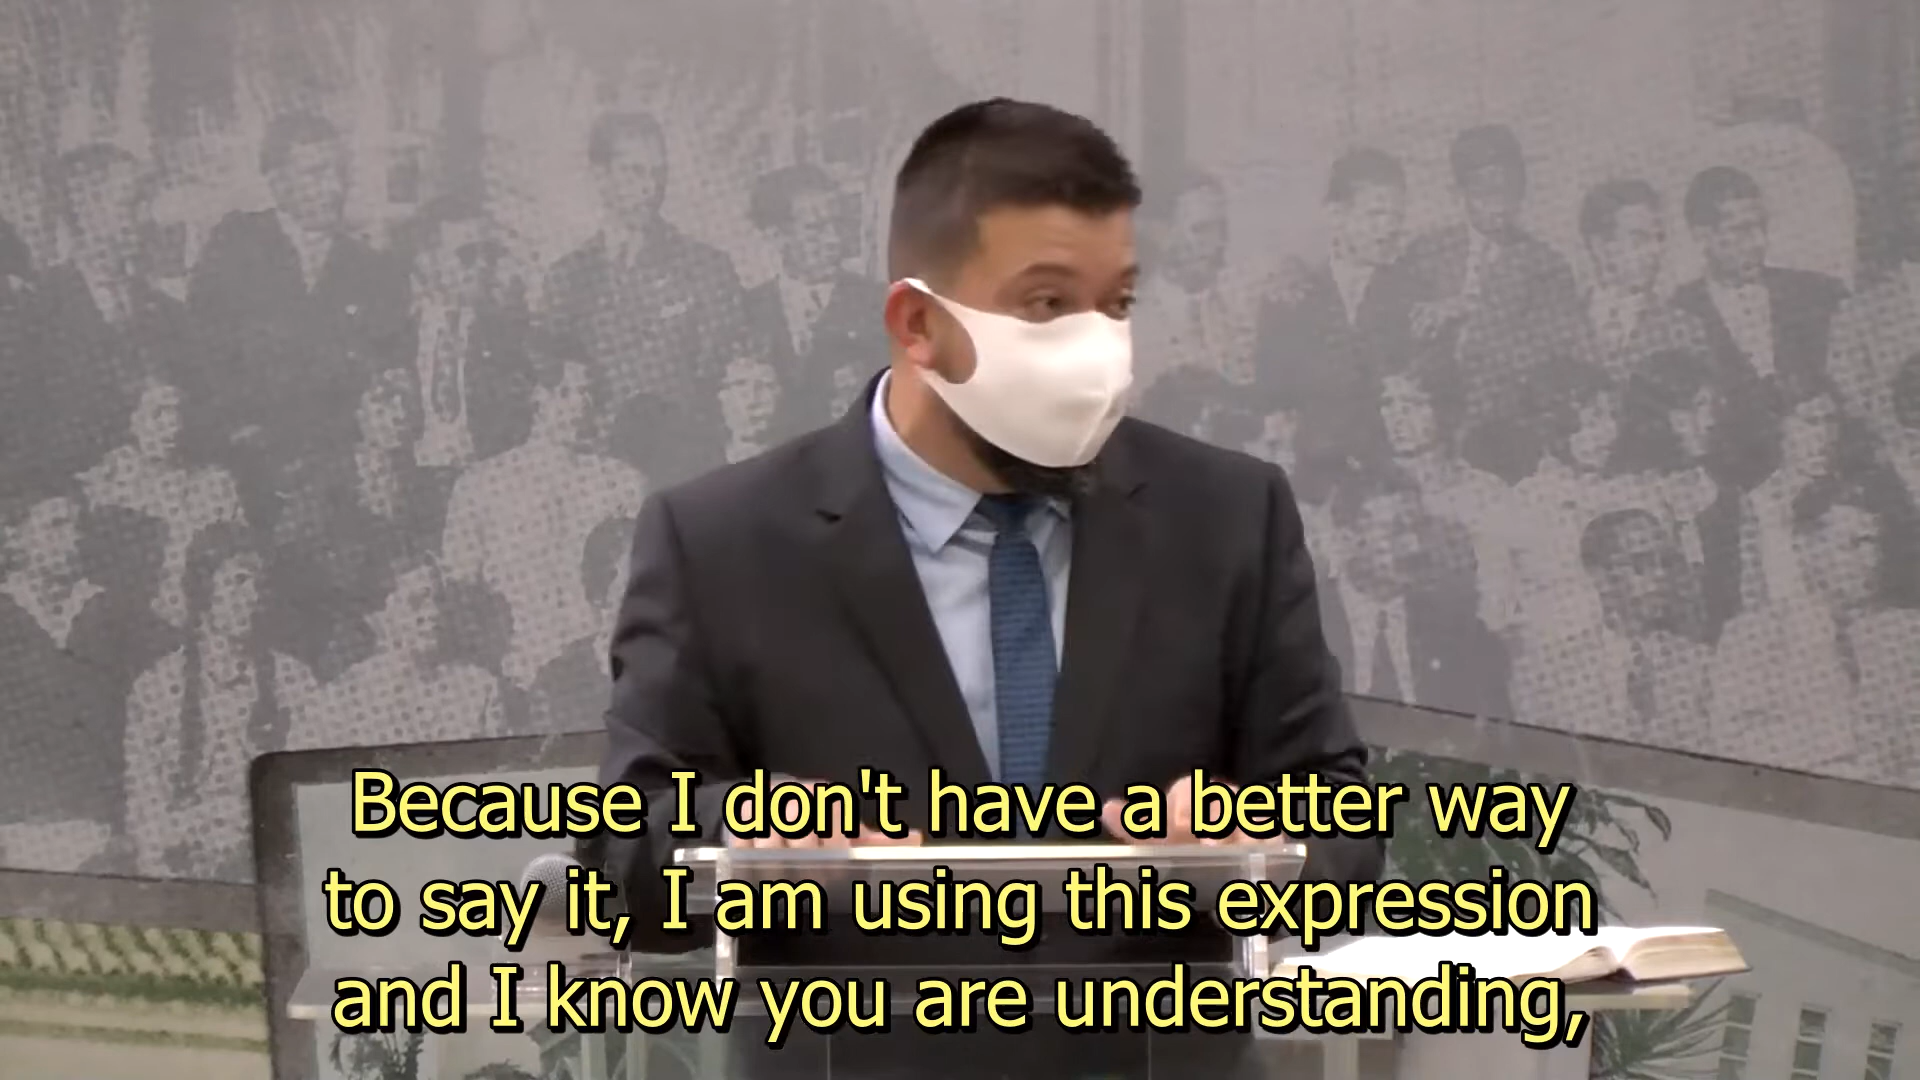 Because I don't have a better way
to say it, I am using this expression
and I know you are understanding,